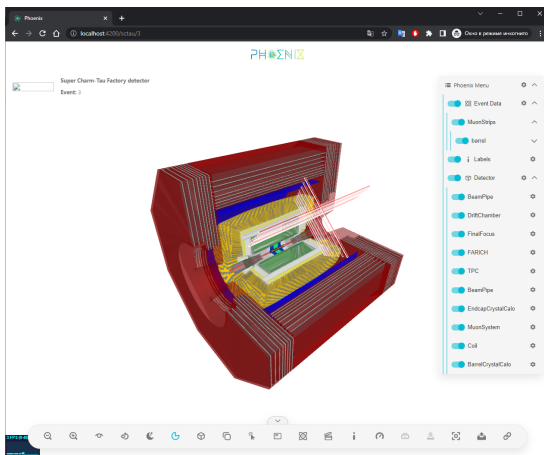 Phoenix
localhost:4200/sctau/3
Окно в режиме инкогнито
PHOENIX
Super Charm-Tau Factory detector
Event: 3
Phoenix Menu
Event Data
MuonStrips
barrel
Labels
Detector
BeamPipe
DriftChamber
FinalFocus
FARICH
TPC
BeamPipe
EndcapCrystalCalo
MuonSystem
Coil
BarrelCrystalCalo